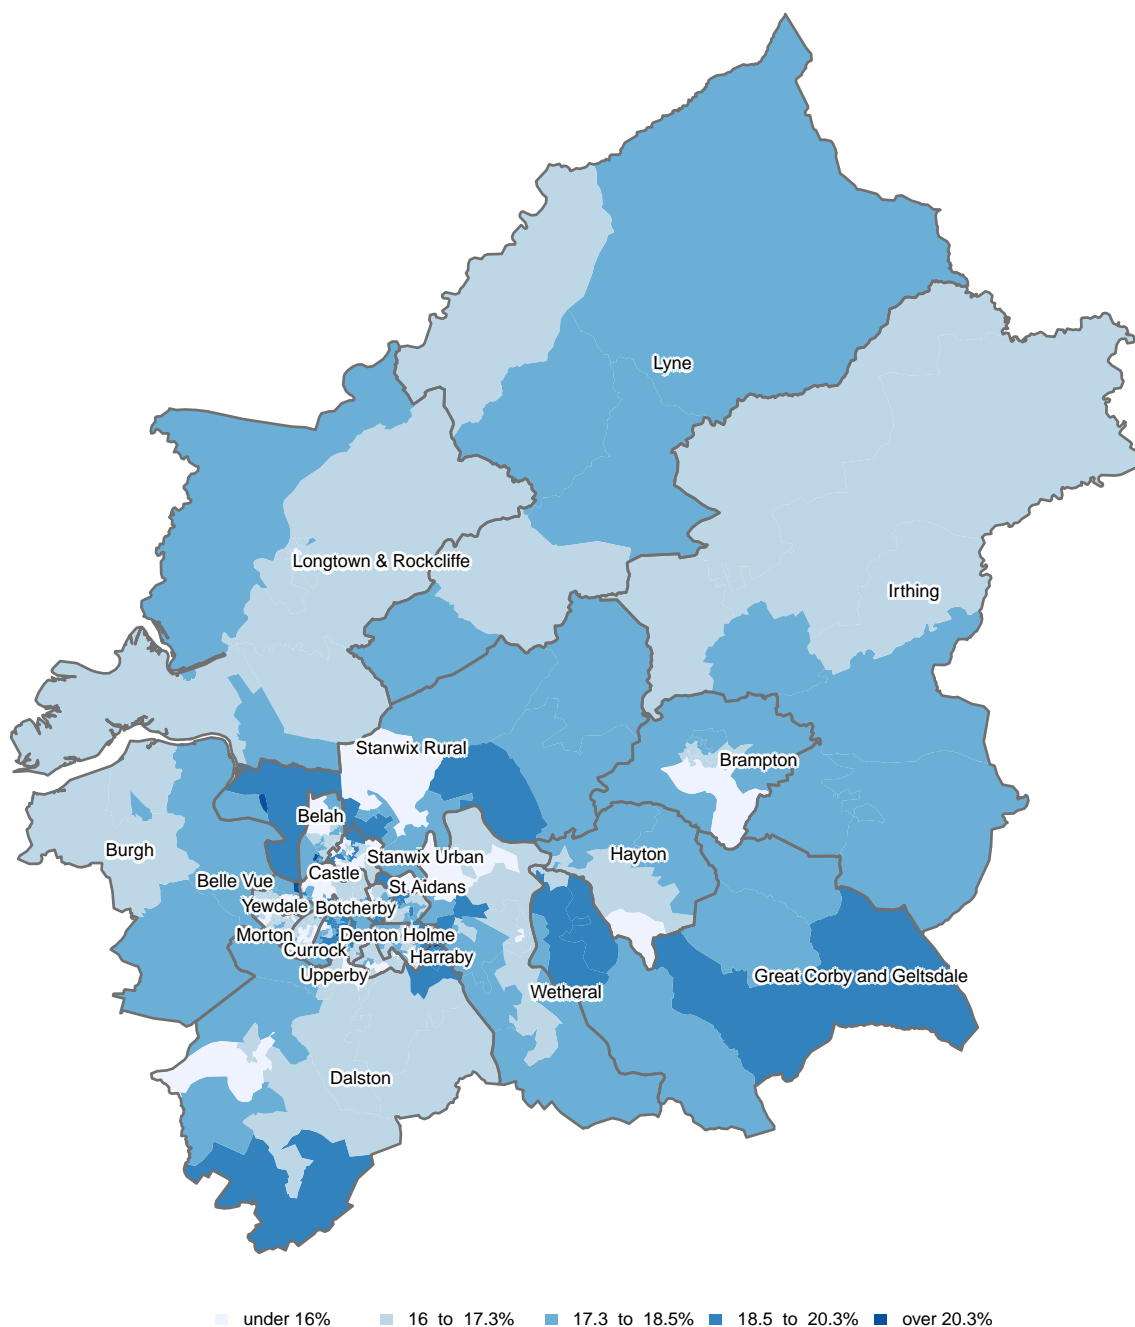 Lyne
Longtown & Rockcliffe
Irthing
Stanwix Rural
Brampton
Belah
Burgh
Stanwix Urban
Hayton
Castle
Belle Vue
St Aidans
Yewdale
Botcherby
Morton
Denton Holme
Currock
Harraby
Upperby
Great Corby and Geltsdale
Wetheral
Dalston
under 16%
16 to 17.3%
17.3 to 18.5%
18.5 to 20.3%
over 20.3%